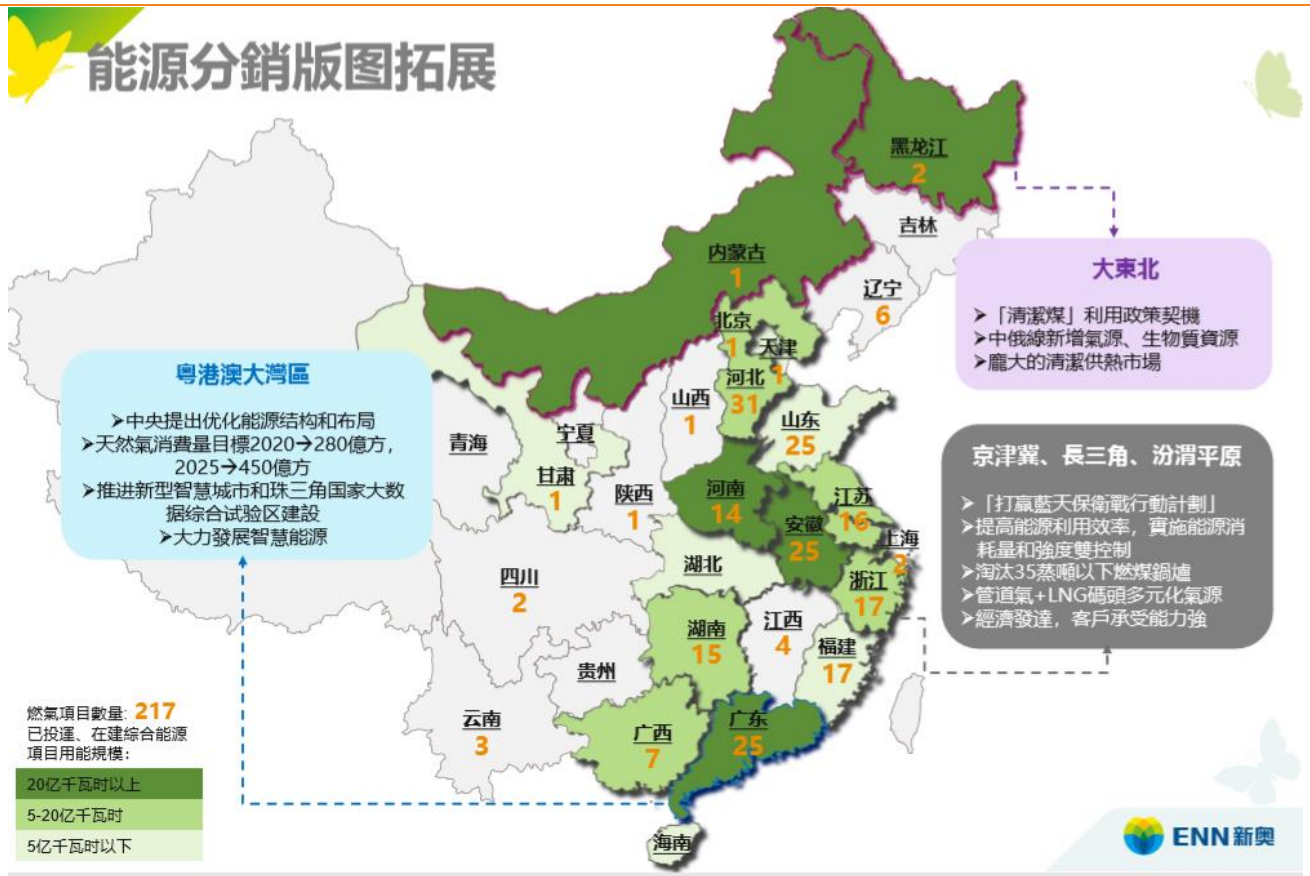 能源分銷版图拓展
黑龙江
2
吉林
内蒙古
1
辽宁
6
北京
1
天津
1
河北
31
山西
1
山东
25
宁夏
青海
甘肃
1
陕西
1
河南
14
江苏
16
安徽
25
上海
2
湖北
浙江
17
四川
2
湖南
15
江西
4
福建
17
贵州
云南
3
广西
7
广东
25
海南
大東北
➢「清潔煤」利用政策契機
➢中俄線新增氣源、生物質資源
➢龐大的清潔供熱市場
粵港澳大灣區
➢中央提出优化能源结构和布局
➢天然氣消費量目標2020→280億方，
2025→450億方
➢推进新型智慧城市和珠三角国家大数
据综合试验区建設
➢大力發展智慧能源
京津冀、長三角、汾渭平原
➢「打贏藍天保衛戰行動計劃」
➢提高能源利用效率，實施能源消
耗量和強度雙控制
➢淘汰35蒸噸以下燃煤鍋爐
➢管道氣+LNG碼頭多元化氣源
➢經濟發達，客戶承受能力強
燃氣項目數量: 217
已投運、在建綜合能源
項目用能規模：
20亿千瓦时以上
5-20亿千瓦时
5亿千瓦时以下
ENN新奥